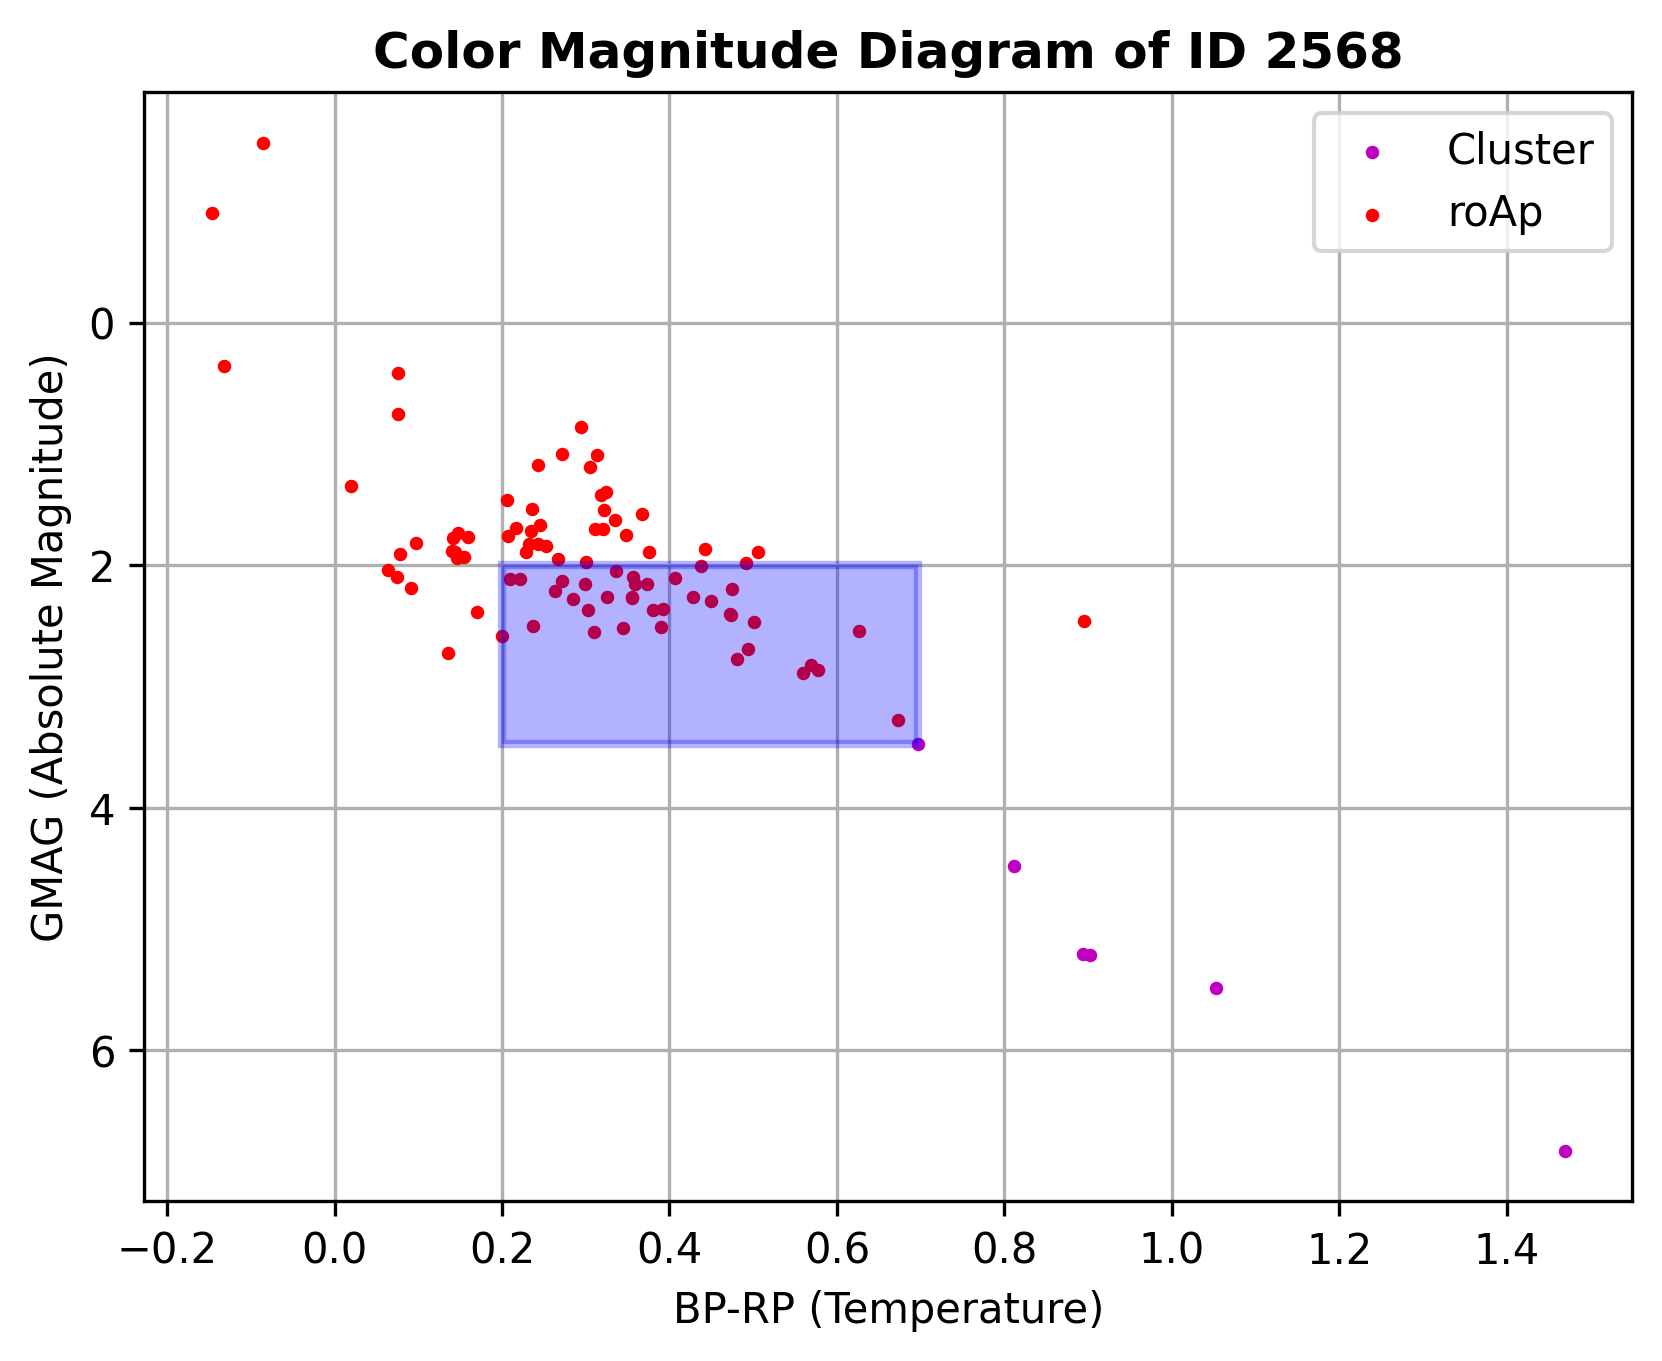 Color Magnitude Diagram of ID 2568
Cluster
roAp
GMAG (Absolute Magnitude)
0
2
4
6
−0.2 0.0 0.2 0.4 0.6 0.8 1.0 1.2 1.4
BP-RP (Temperature)